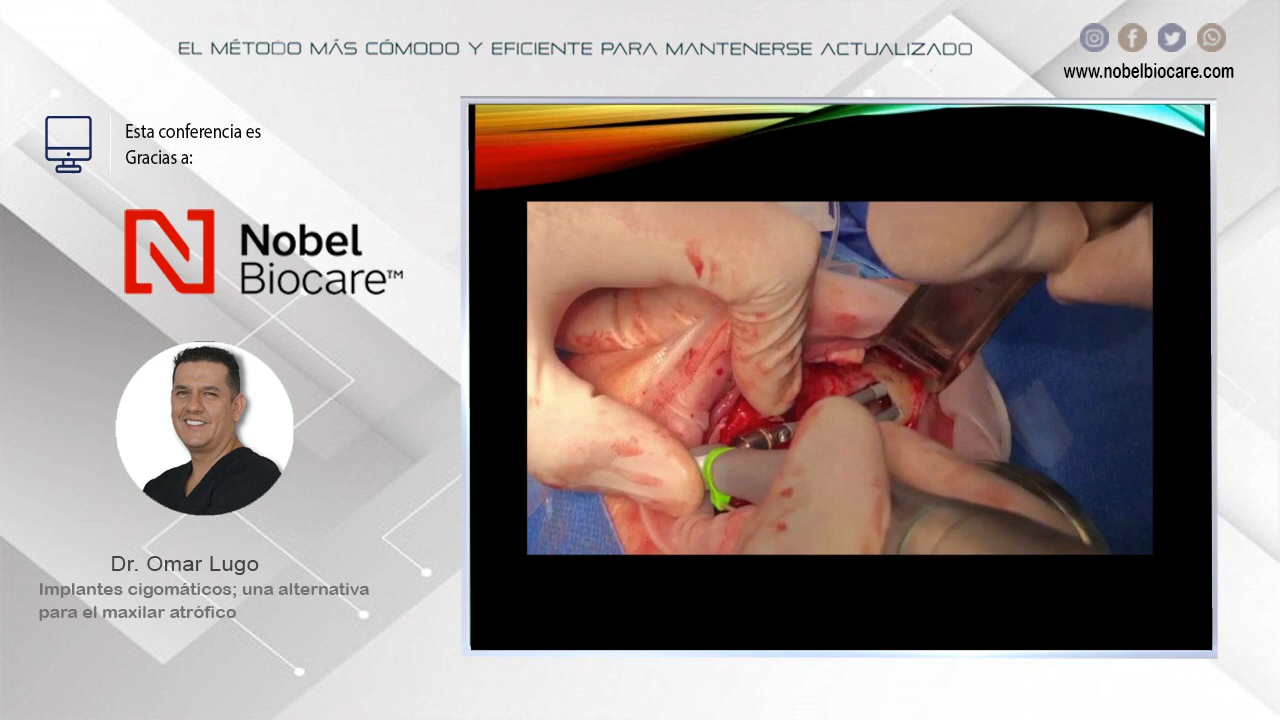 EL MÉTODO MÁS CÓMODO Y EFICIENTE PARA MANTENERSE ACTUALIZADO
www.nobelbiocare.com
Esta conferencia es
Gracias a:
Nobel
Biocare™
Dr. Omar Lugo
Implantes cigomáticos; una alternativa
para el maxilar atrófico